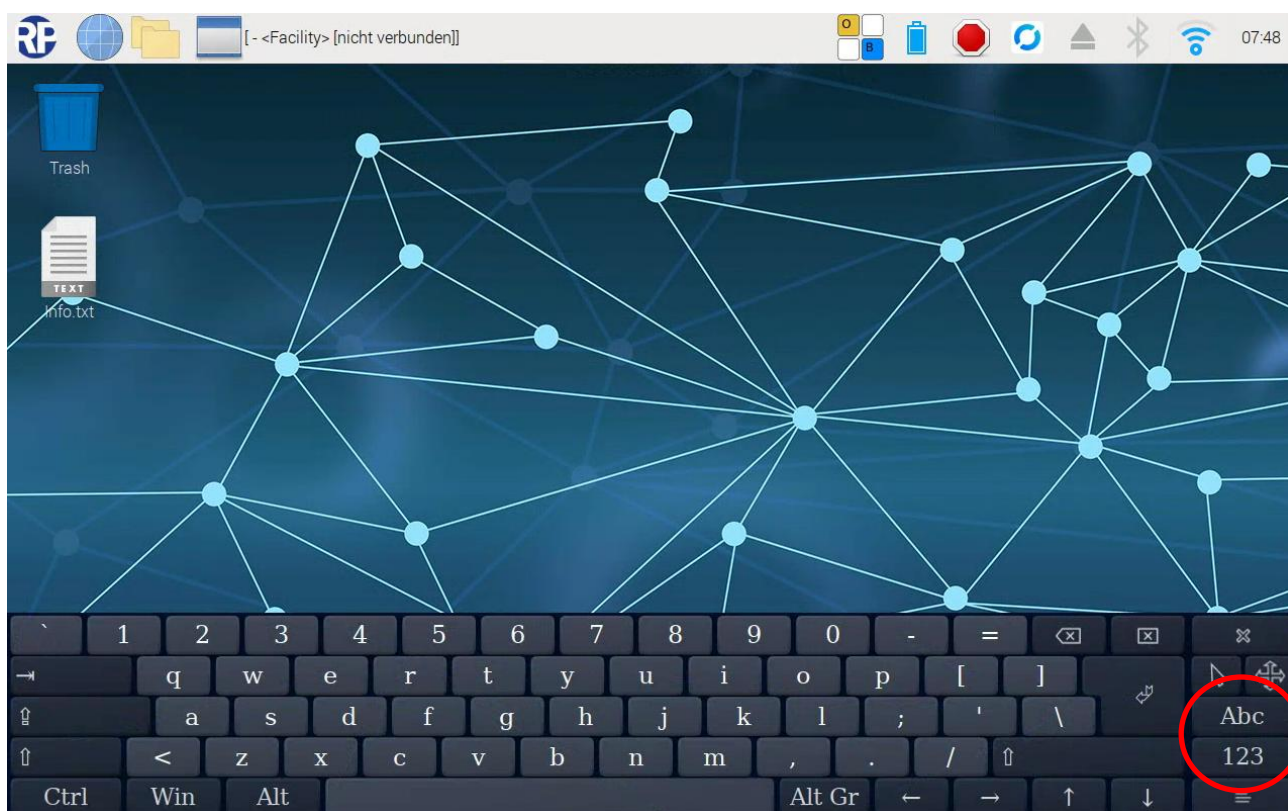 RP
[ - <Facility> [nicht verbunden]]
O
B
07:48
Trash
TEXT
Info.txt
` 1 2 3 4 5 6 7 8 9 0 - =
q w e r t y u i o p [ ]
a s d f g h j k l ; ' \ Abc
< z x c v b n m , . / 123
Ctrl Win Alt Alt Gr ← → ↑ ↓